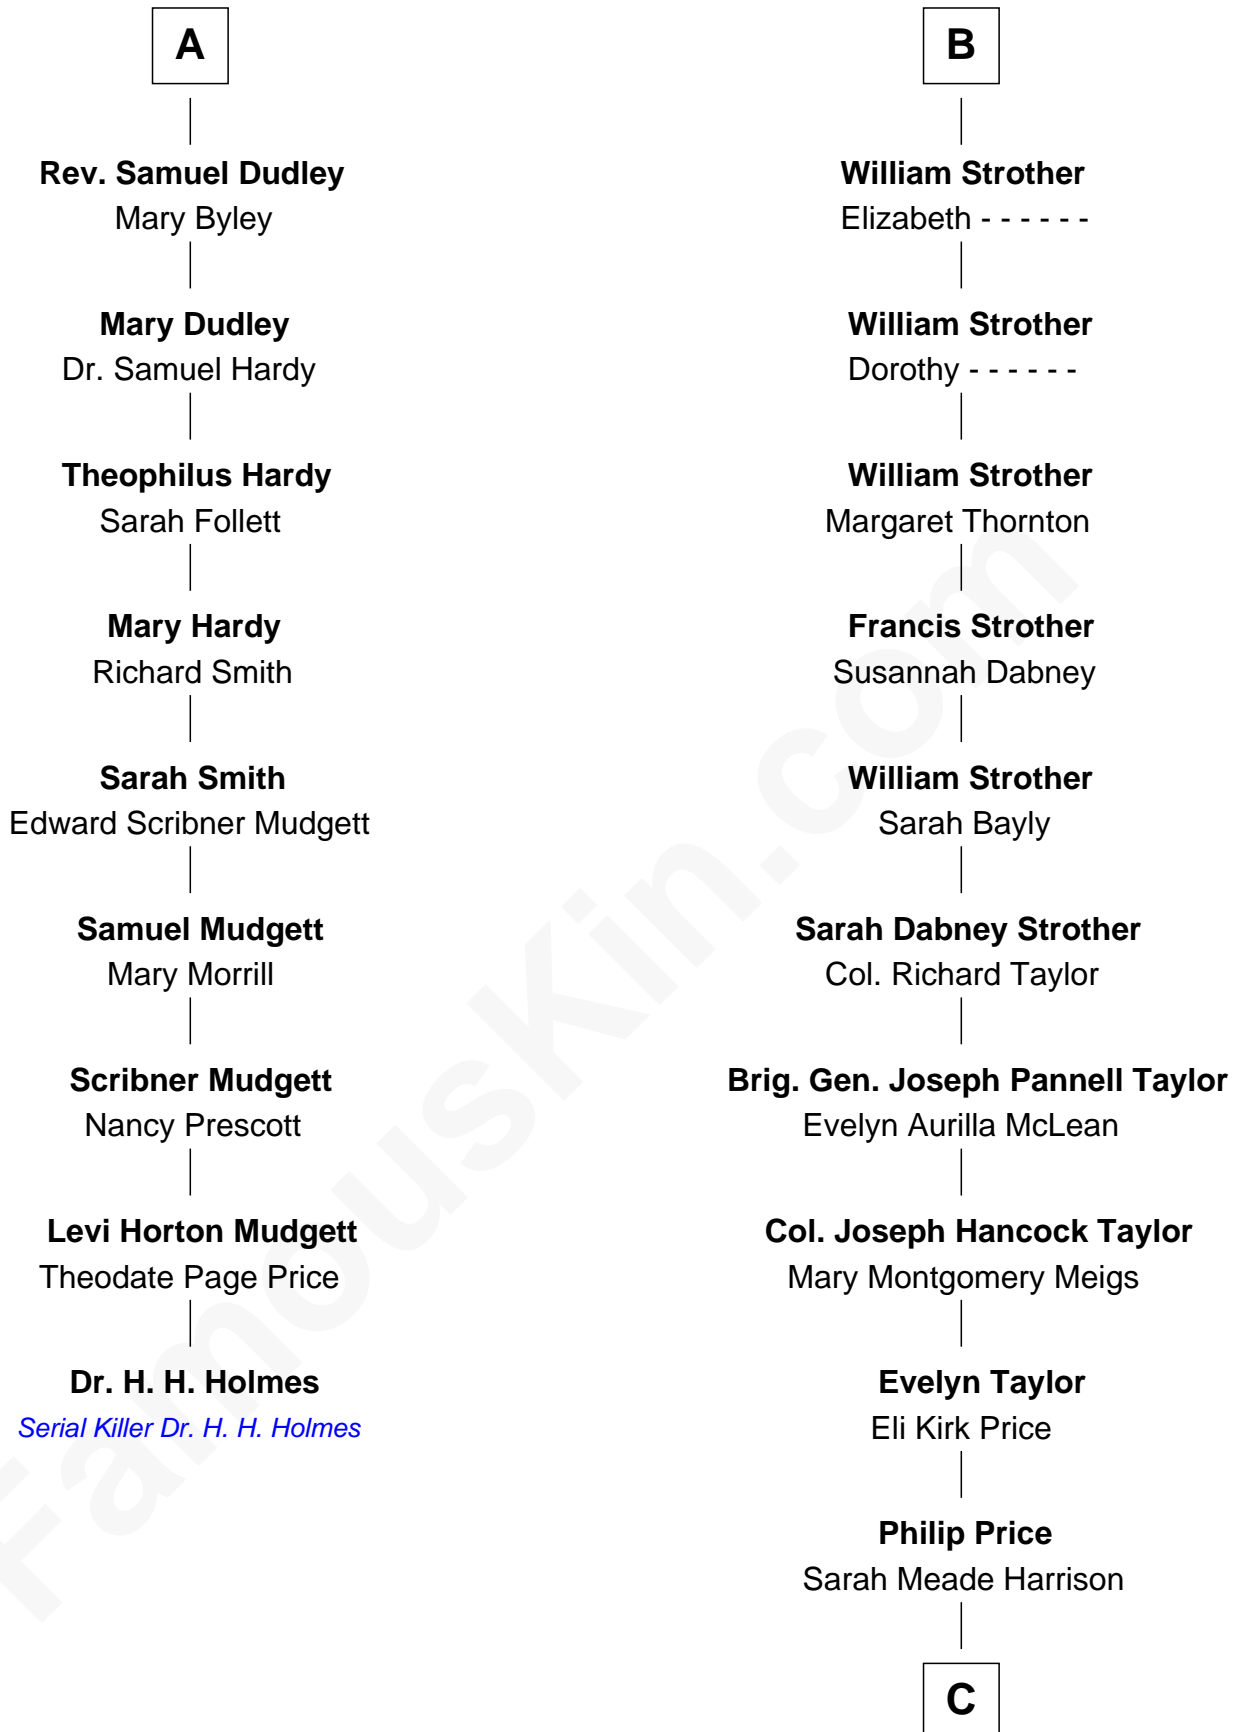 A
Rev. Samuel Dudley
Mary Byley
Mary Dudley
Dr. Samuel Hardy
Theophilus Hardy
Sarah Follett
Mary Hardy
Richard Smith
Sarah Smith
Edward Scribner Mudgett
Samuel Mudgett
Mary Morrill
Scribner Mudgett
Nancy Prescott
Levi Horton Mudgett
Theodate Page Price
Dr. H. H. Holmes
Serial Killer Dr. H. H. Holmes
B
William Strother
Elizabeth - - - - - -
William Strother
Dorothy - - - - - -
William Strother
Margaret Thornton
Francis Strother
Susannah Dabney
William Strother
Sarah Bayly
Sarah Dabney Strother
Col. Richard Taylor
Brig. Gen. Joseph Pannell Taylor
Evelyn Aurilla McLean
Col. Joseph Hancock Taylor
Mary Montgomery Meigs
Evelyn Taylor
Eli Kirk Price
Philip Price
Sarah Meade Harrison
C
FamousKin.com